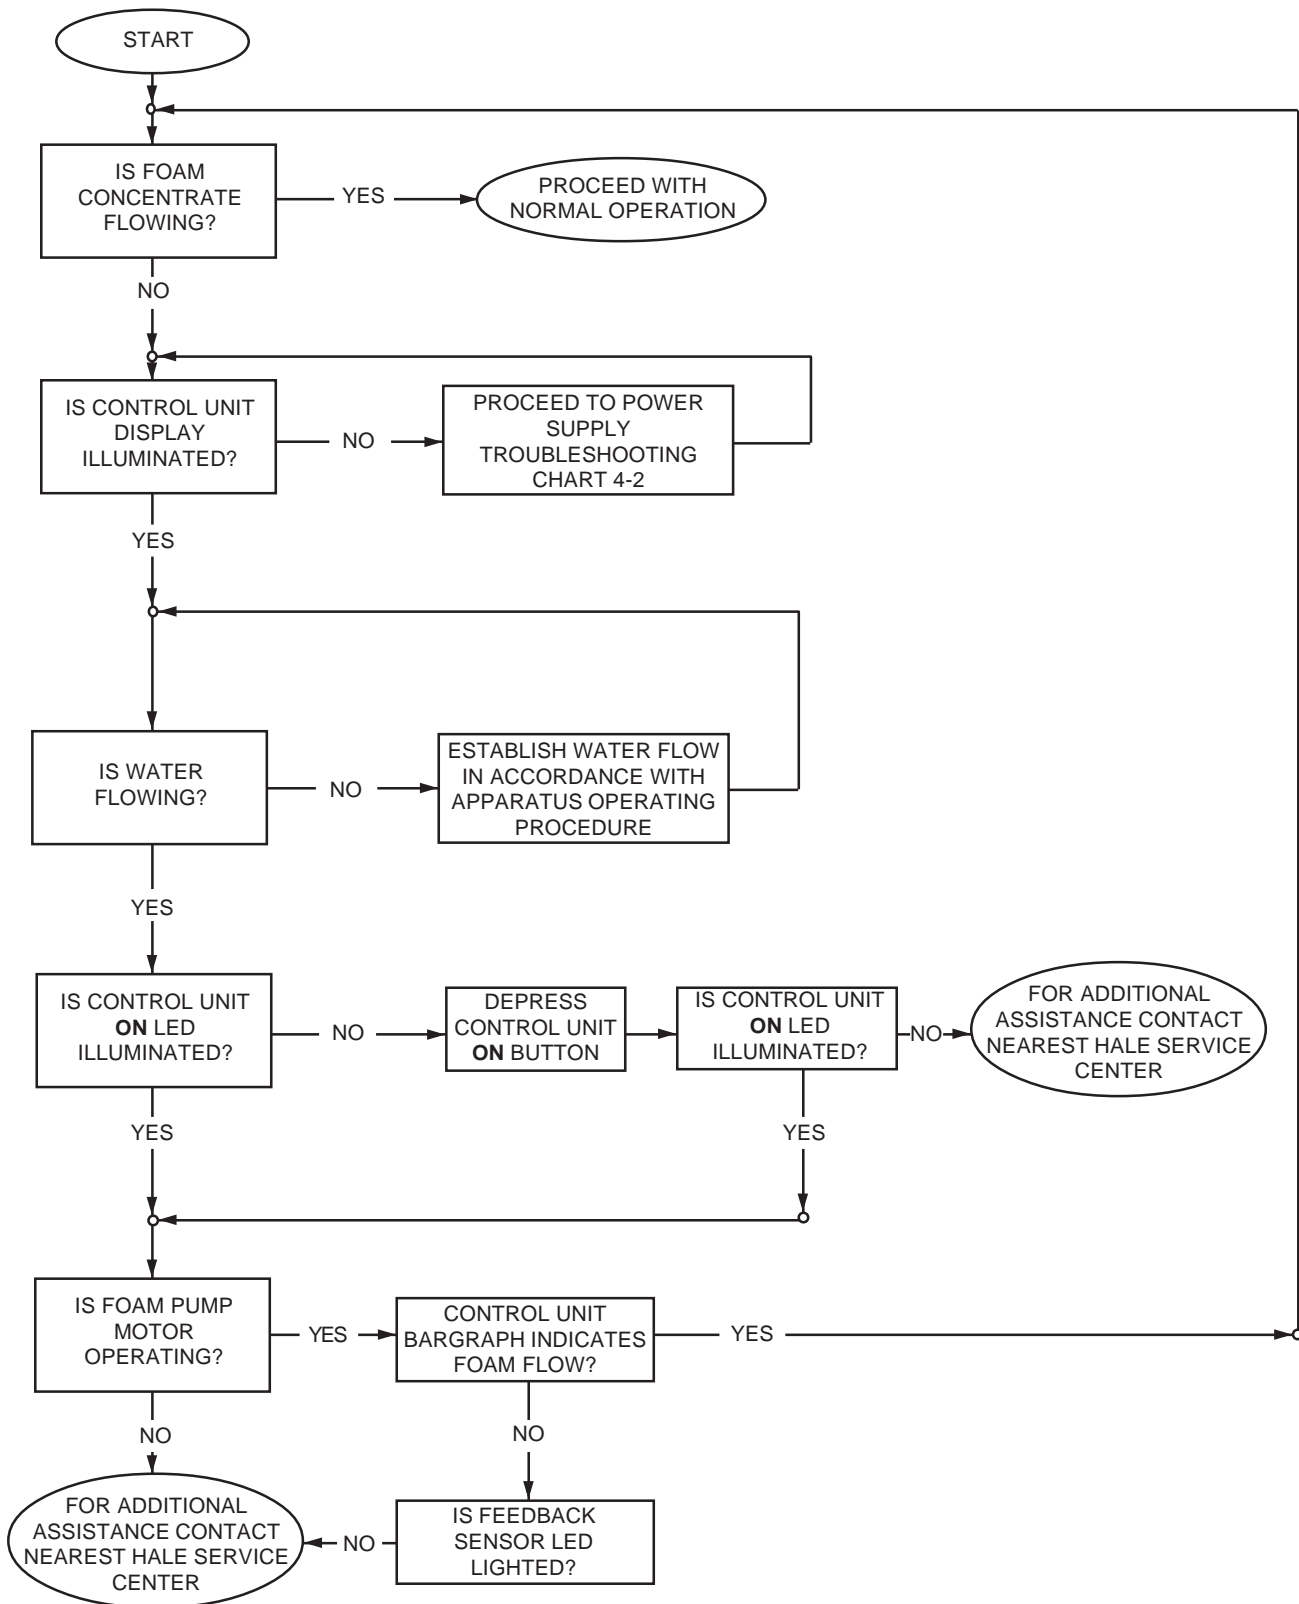 START
IS FOAM
CONCENTRATE
FLOWING?
YES
PROCEED WITH
NORMAL OPERATION
NO
IS CONTROL UNIT
DISPLAY
ILLUMINATED?
NO
PROCEED TO POWER
SUPPLY
TROUBLESHOOTING
CHART 4-2
YES
IS WATER
FLOWING?
NO
ESTABLISH WATER FLOW
IN ACCORDANCE WITH
APPARATUS OPERATING
PROCEDURE
YES
IS CONTROL UNIT
ON LED
ILLUMINATED?
NO
DEPRESS
CONTROL UNIT
ON BUTTON
IS CONTROL UNIT
ON LED
ILLUMINATED?
NO
FOR ADDITIONAL
ASSISTANCE CONTACT
NEAREST HALE SERVICE
CENTER
YES
YES
IS FOAM PUMP
MOTOR
OPERATING?
YES
CONTROL UNIT
BARGRAPH INDICATES
FOAM FLOW?
YES
NO
NO
FOR ADDITIONAL
ASSISTANCE CONTACT
NEAREST HALE SERVICE
CENTER
NO
IS FEEDBACK
SENSOR LED
LIGHTED?